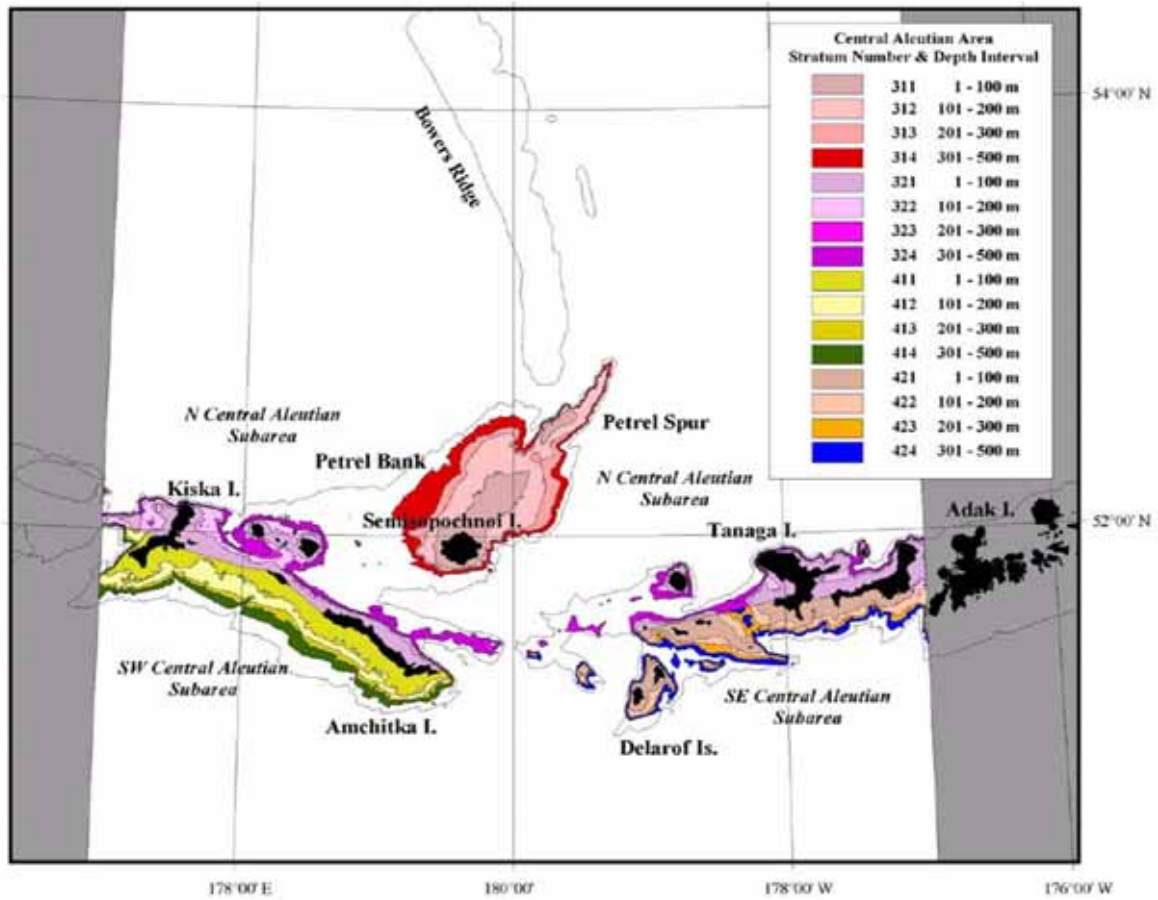 Central Aleutian Area
Stratum Number & Depth Interval
311 1 - 100 m
312 101 - 200 m
313 201 - 300 m
314 301 - 500 m
321 1 - 100 m
322 101 - 200 m
323 201 - 300 m
324 301 - 500 m
411 1 - 100 m
412 101 - 200 m
413 201 - 300 m
414 301 - 500 m
421 1 - 100 m
422 101 - 200 m
423 201 - 300 m
424 301 - 500 m
54°00' N
Bowers Ridge
N Central Aleutian
Subarea
Petrel Spur
Petrel Bank
N Central Aleutian
Subarea
Kiska I.
Semisopochnoi I.
Tanaga I.
Adak I.
52°00' N
SW Central Aleutian
Subarea
SE Central Aleutian
Subarea
Amchitka I.
Delarof Is.
178°00' E
180°00'
178°00' W
176°00' W